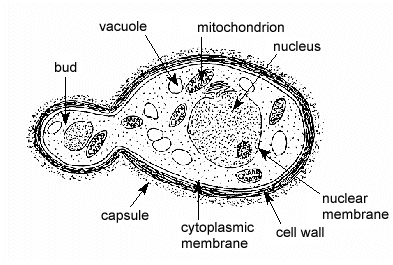 vacuole
mitochondrion
nucleus
bud
nuclear
membrane
capsule
cytoplasmic
membrane
cell wall